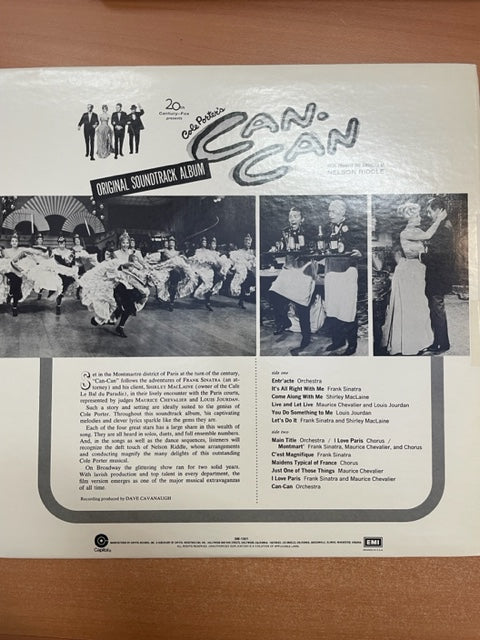 20th
Century-Fox
presents
Cole Porter's
CAN-
CAN
NELSON RIDDLE
ORIGINAL SOUNDTRACK ALBUM
Set in the Montmartre district of Paris at the turn of the century,
"Can-Can" follows the adventures of FRANK SINATRA (an at-
torney) and his client, SHIRLEY MACLAINE (owner of the Cafe
Le Bal du Paradis), in their lively encounter with the Paris courts,
represented by judges MAURICE CHEVALIER and LOUIS JOURDAN.
Such a story and setting are ideally suited to the genius of
Cole Porter. Throughout this soundtrack album, his captivating
melodies and clever lyrics sparkle like the gems they are.
Each of the four great stars has a large share in this wealth of
song. They are all heard in solos, duets, and full ensemble numbers.
And, in the songs as well as the dance sequences, listeners will
recognize the deft touch of Nelson Riddle, whose arrangements
and conducting magnify the many delights of this outstanding
Cole Porter musical.
On Broadway the glittering show ran for two solid years.
With lavish production and top talent in every department, the
film version emerges as one of the major musical extravaganzas
of all time.
Recording produced by DAVE CAVANAUGH
side one
Entr'acte Orchestra
It's All Right With Me Frank Sinatra
Come Along With Me Shirley MacLaine
Live and Let Live Maurice Chevalier and Louis Jourdan
You Do Something to Me Louis Jourdan
Let's Do It Frank Sinatra and Shirley MacLaine
side two
Main Title Orchestra / I Love Paris Chorus /
Montmart' Frank Sinatra, Maurice Chevalier, and Chorus
C'est Magnifique Frank Sinatra
Maidens Typical of France Chorus
Just One of Those Things Maurice Chevalier
I Love Paris Frank Sinatra and Maurice Chevalier
Can-Can Orchestra
Capitol
EMI